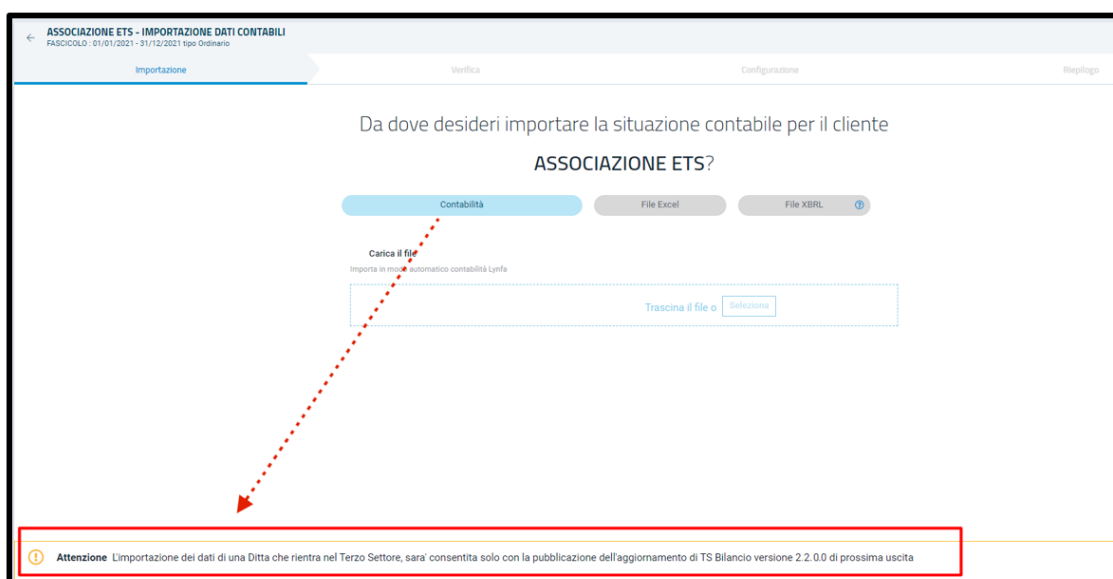 ASSOCIAZIONE ETS - IMPORTAZIONE DATI CONTABILI
FASCICOLO : 01/01/2021 - 31/12/2021 tipo Ordinario
Importazione
Verifica
Configurazione
Riepilogo
Da dove desideri importare la situazione contabile per il cliente
ASSOCIAZIONE ETS?
Contabilità
File Excel
File XBRL
Carica il file
Importa in modo automatico contabilità Lynfa
Trascina il file o Seleziona
Attenzione L'importazione dei dati di una Ditta che rientra nel Terzo Settore, sara' consentita solo con la pubblicazione dell'aggiornamento di TS Bilancio versione 2.2.0.0 di prossima uscita